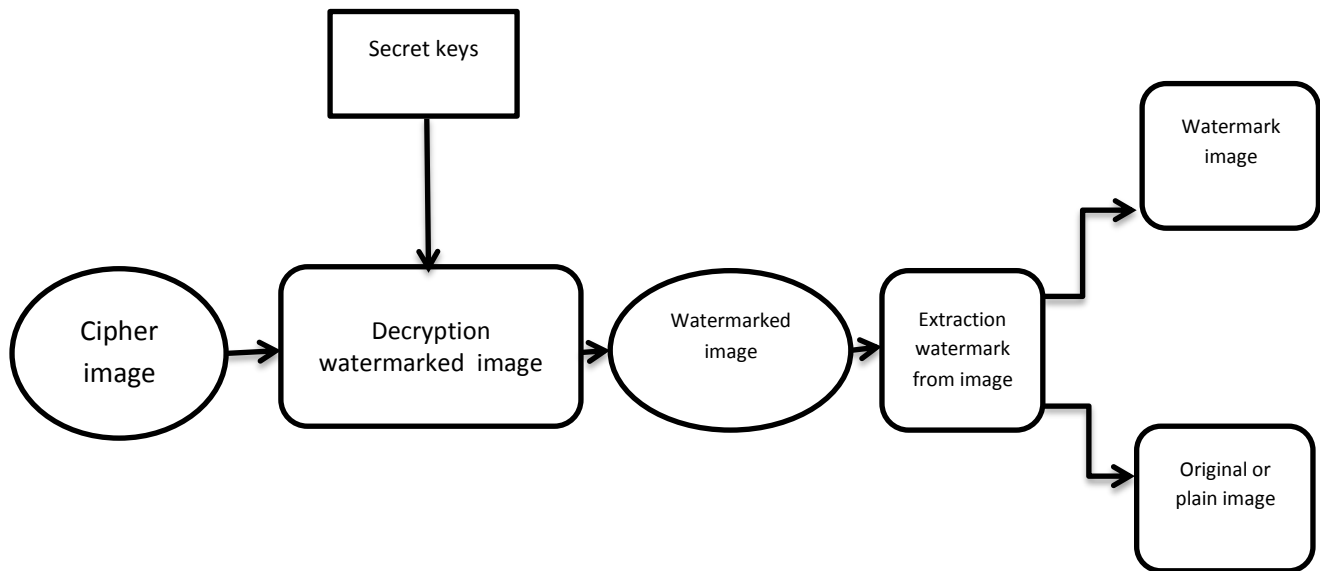 Secret keys
Watermark
image
Cipher
image
Decryption
watermarked image
Watermarked
image
Extraction
watermark
from image
Original or
plain image